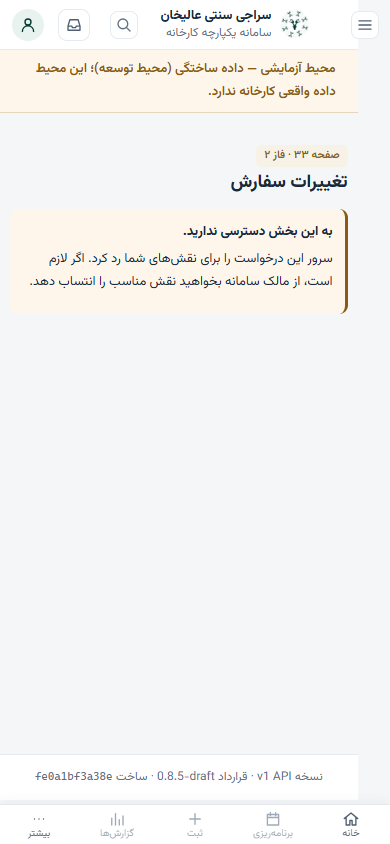 سراجی سنتی عالیخان
سامانه یکپارچه کارخانه
محیط آزمایشی — داده ساختگی (محیط توسعه)؛ این محیط
داده واقعی کارخانه ندارد.
صفحه ۳۳ · فاز ۲
تغییرات سفارش
به این بخش دسترسی ندارید.
سرور این درخواست را برای نقش‌های شما رد کرد. اگر لازم
است، از مالک سامانه بخواهید نقش مناسب را انتساب دهد.
نسخه v1 API · قرارداد 0.8.5-draft · ساخت fe0a1bf3a38e
خانه
برنامه‌ریزی
ثبت
گزارش‌ها
بیشتر